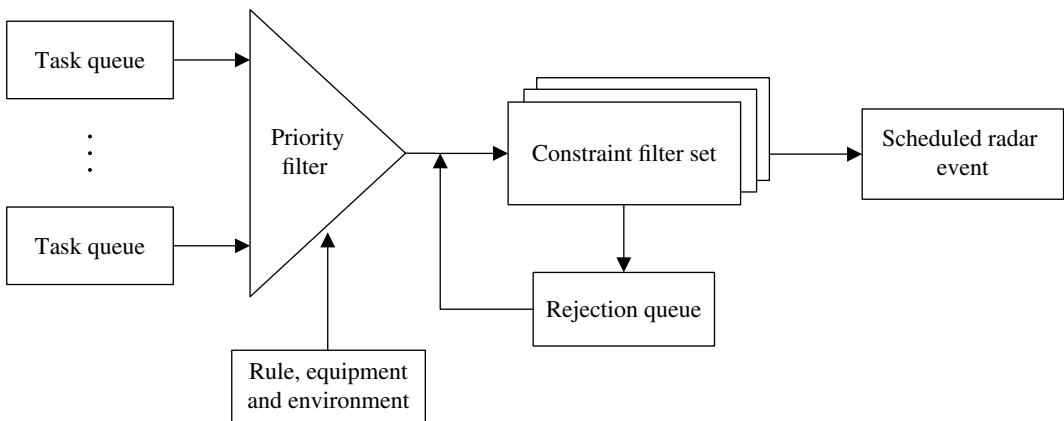 Task queue
Priority
filter
Constraint filter set
Scheduled radar
event
Task queue
Rejection queue
Rule, equipment
and environment